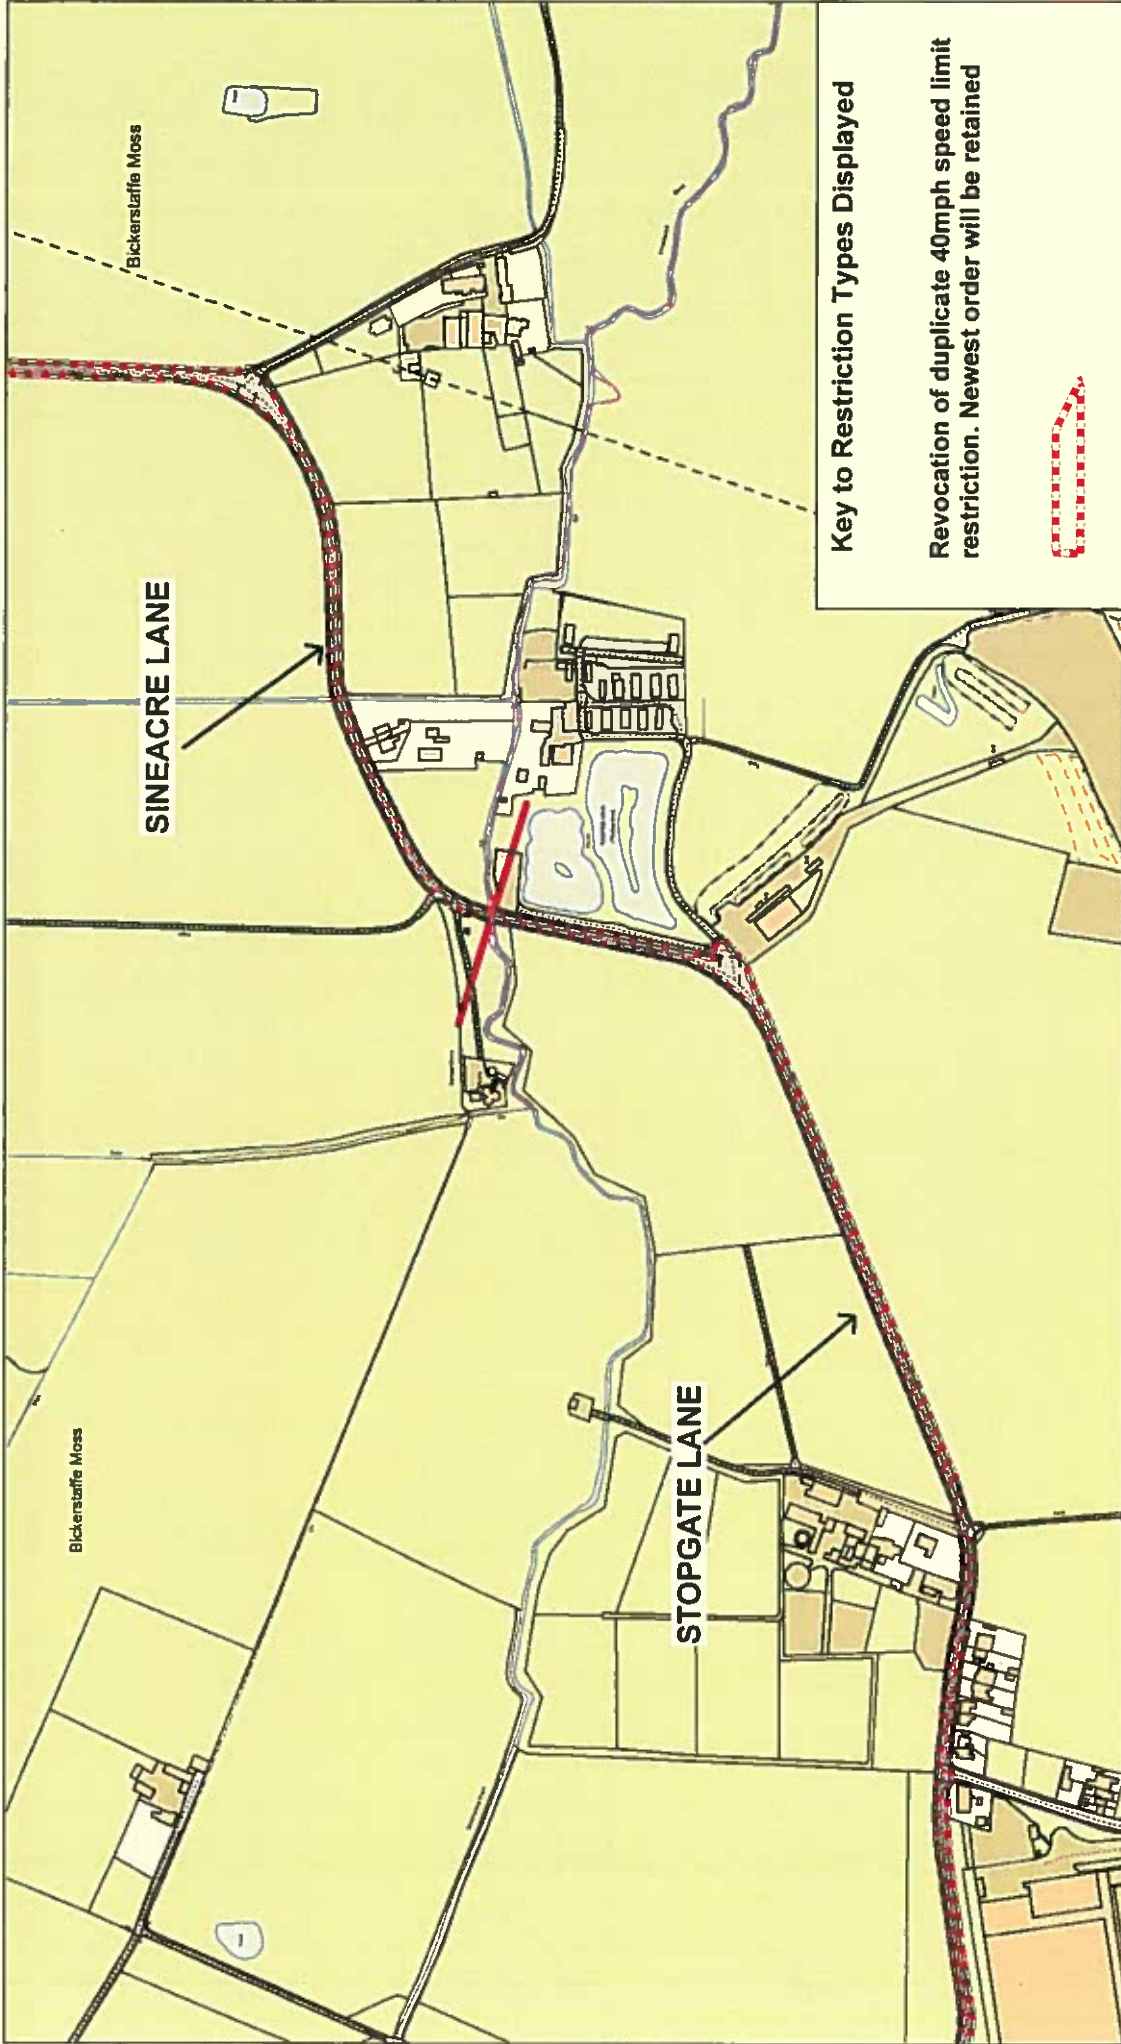 Bickerstaffe Moss
Bickerstaffe Moss
SINEACRE LANE
STOPGATE LANE
Key to Restriction Types Displayed
Revocation of duplicate 40mph speed limit
restriction. Newest order will be retained